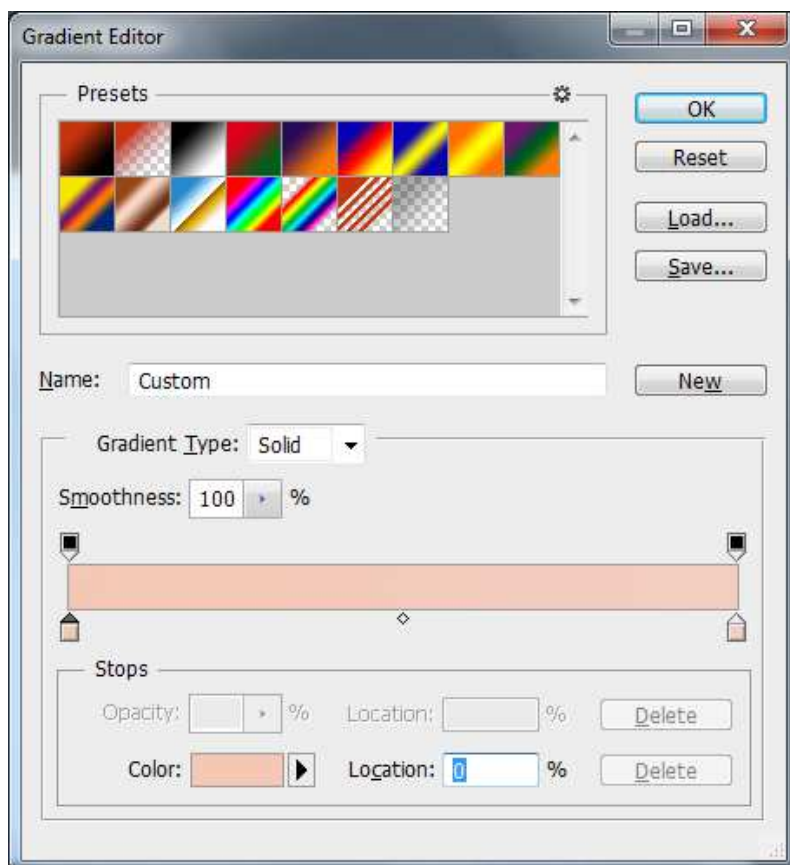 Gradient Editor
Presets
OK
Reset
Load...
Save...
Name: Custom
New
Gradient Type: Solid
Smoothness: 100 %
Stops
Opacity: % Location: % Delete
Color: Location: 0 % Delete